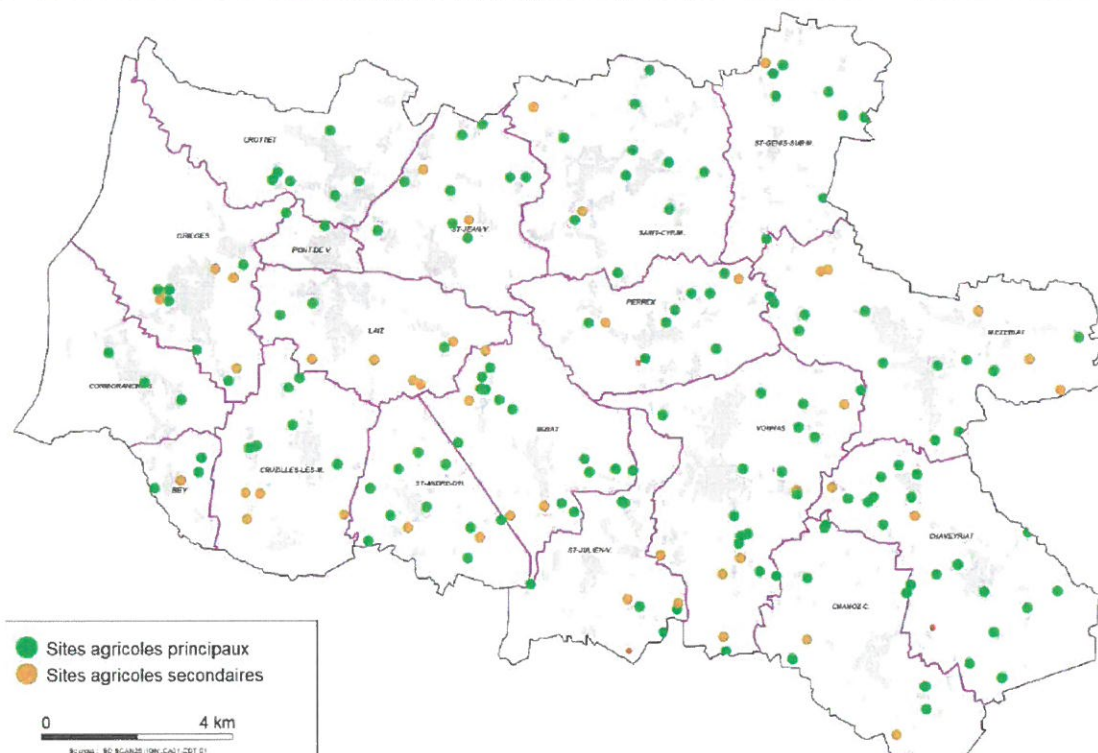 CROTTET
ST-GENIS-SUR-M.
ST-JEAN-V.
SAINT-CYR-M.
GRIEGES
PONT-DE-V.
PERREX
LAIZ
MEZERIAT
CORMORANCHE
VONNAS
BIZIAT
CRUZILLES-LES-M.
ST-ANDRE-D'H.
BEY
ST-JULIEN-V.
CHAVEYRIAT
CHANOZ-C.
Sites agricoles principaux
Sites agricoles secondaires
0 4 km